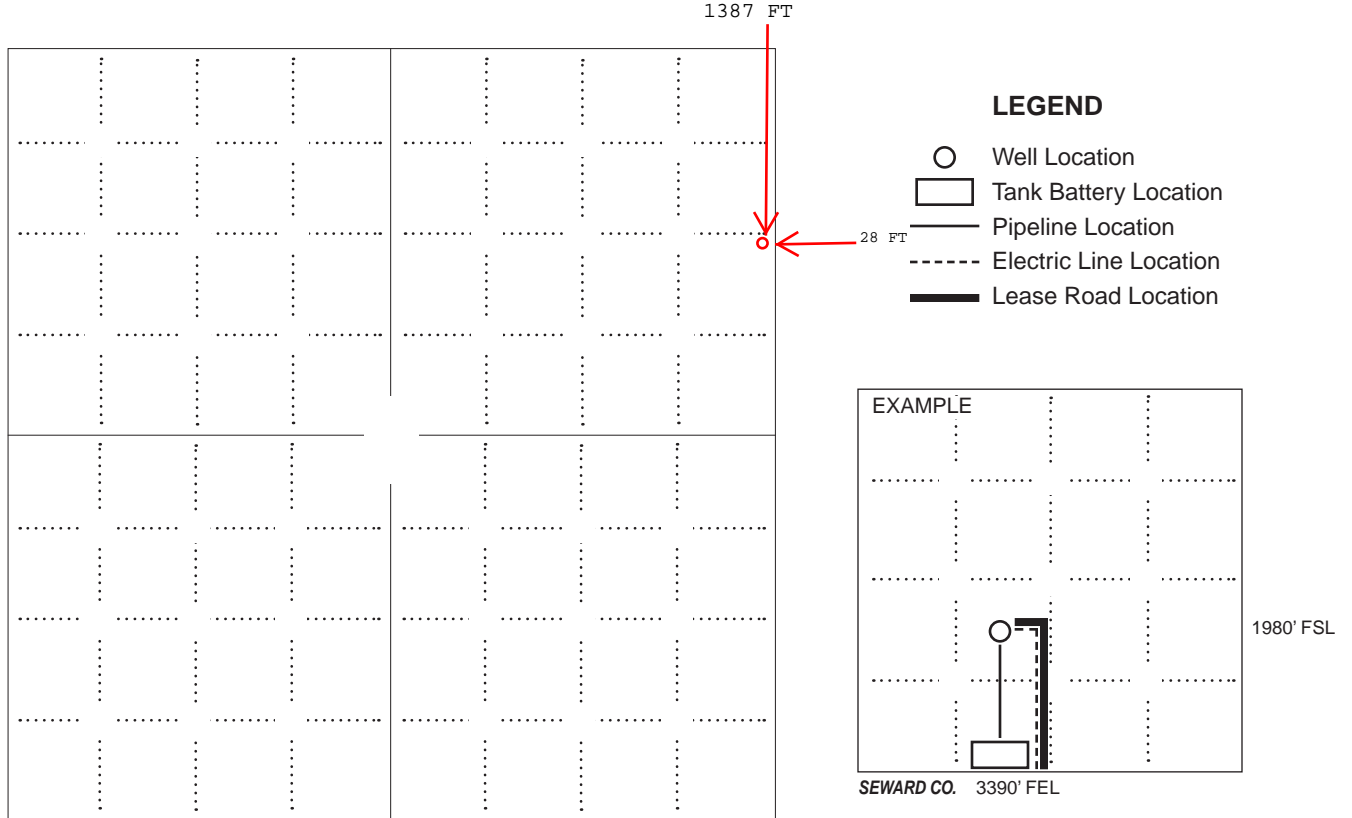 1387 FT
LEGEND
Well Location
Tank Battery Location
Pipeline Location
28 FT
Electric Line Location
Lease Road Location
EXAMPLE
1980’ FSL
SEWARD CO. 3390’ FEL